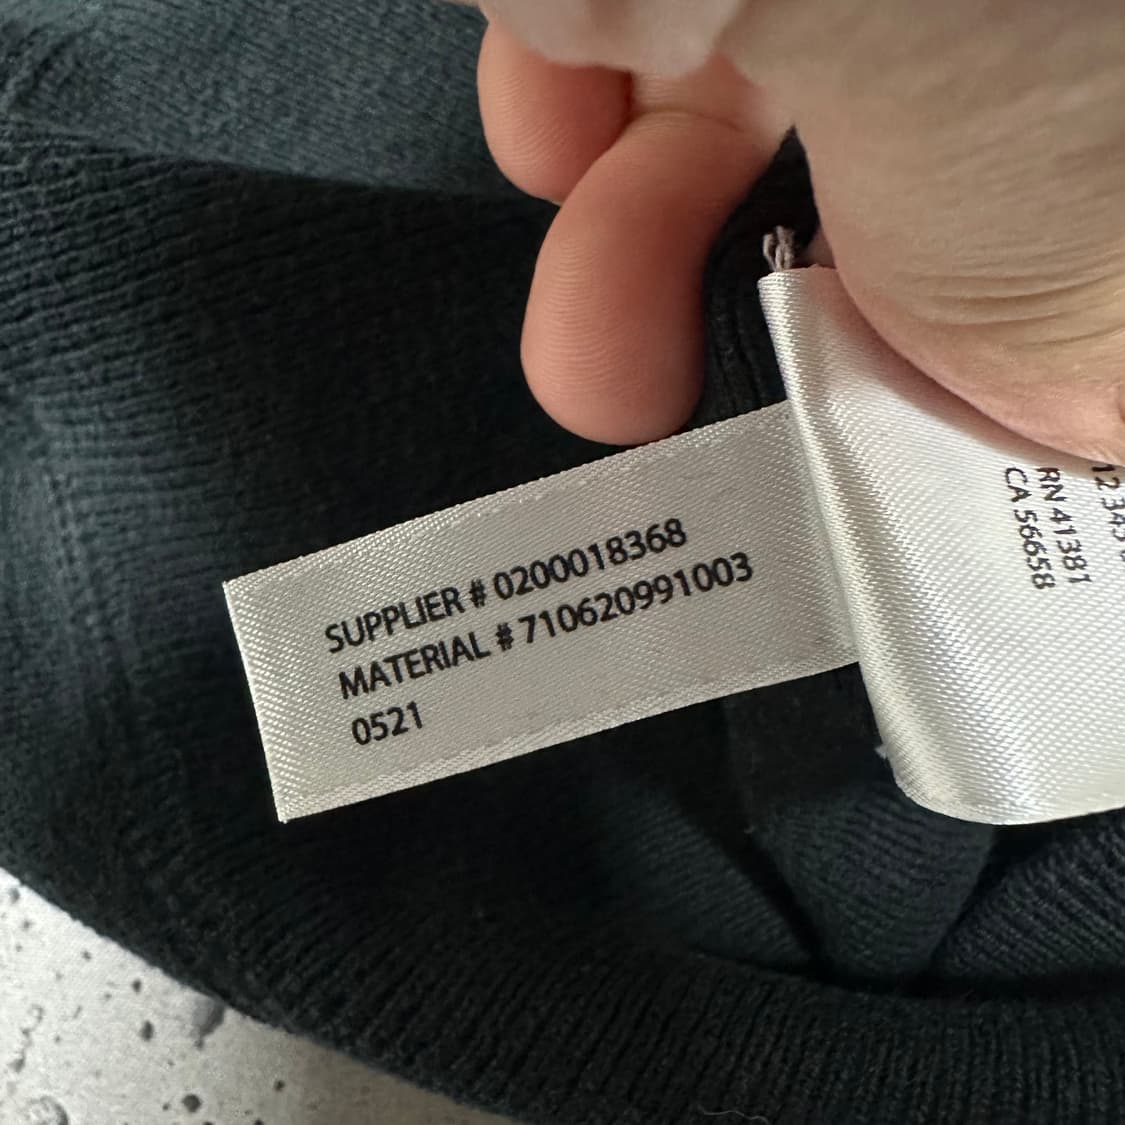 SUPPLIER # 0200018368
MATERIAL # 710620991003
0521
RN 41381
CA 56658